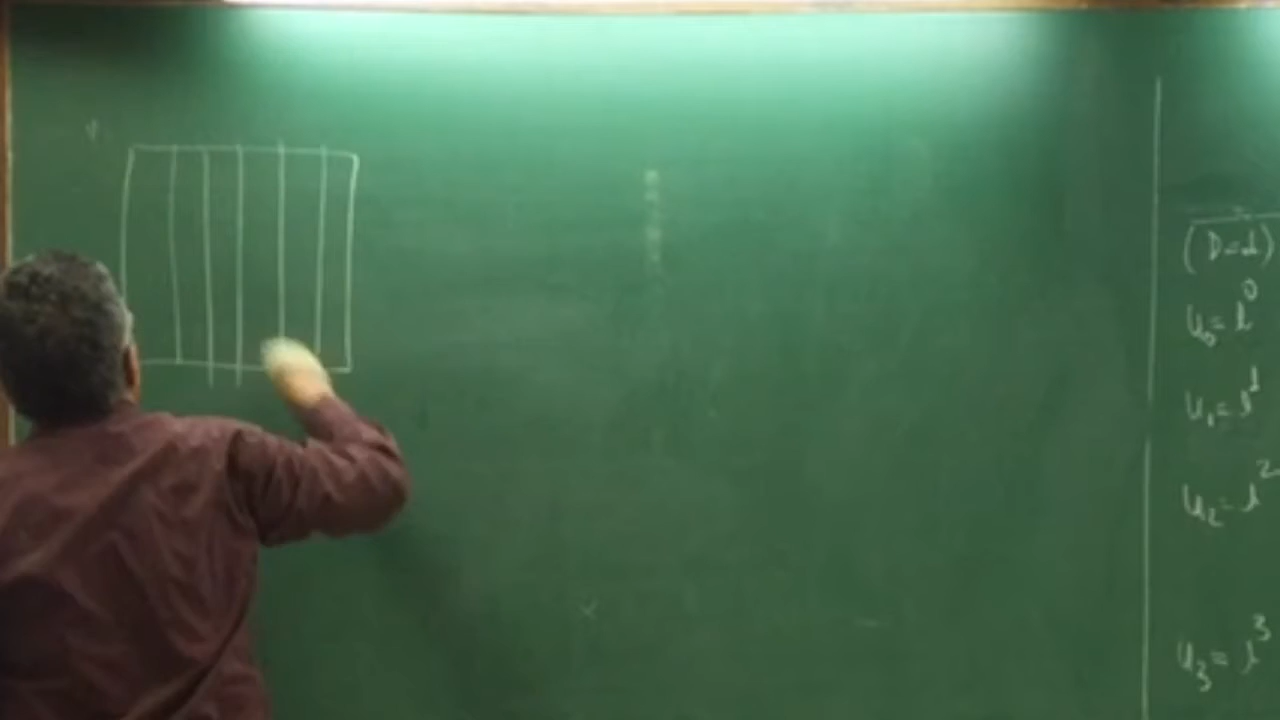 (D=1)
U₀= l⁰
U₁= l¹
U₂= l²
U₃= l³